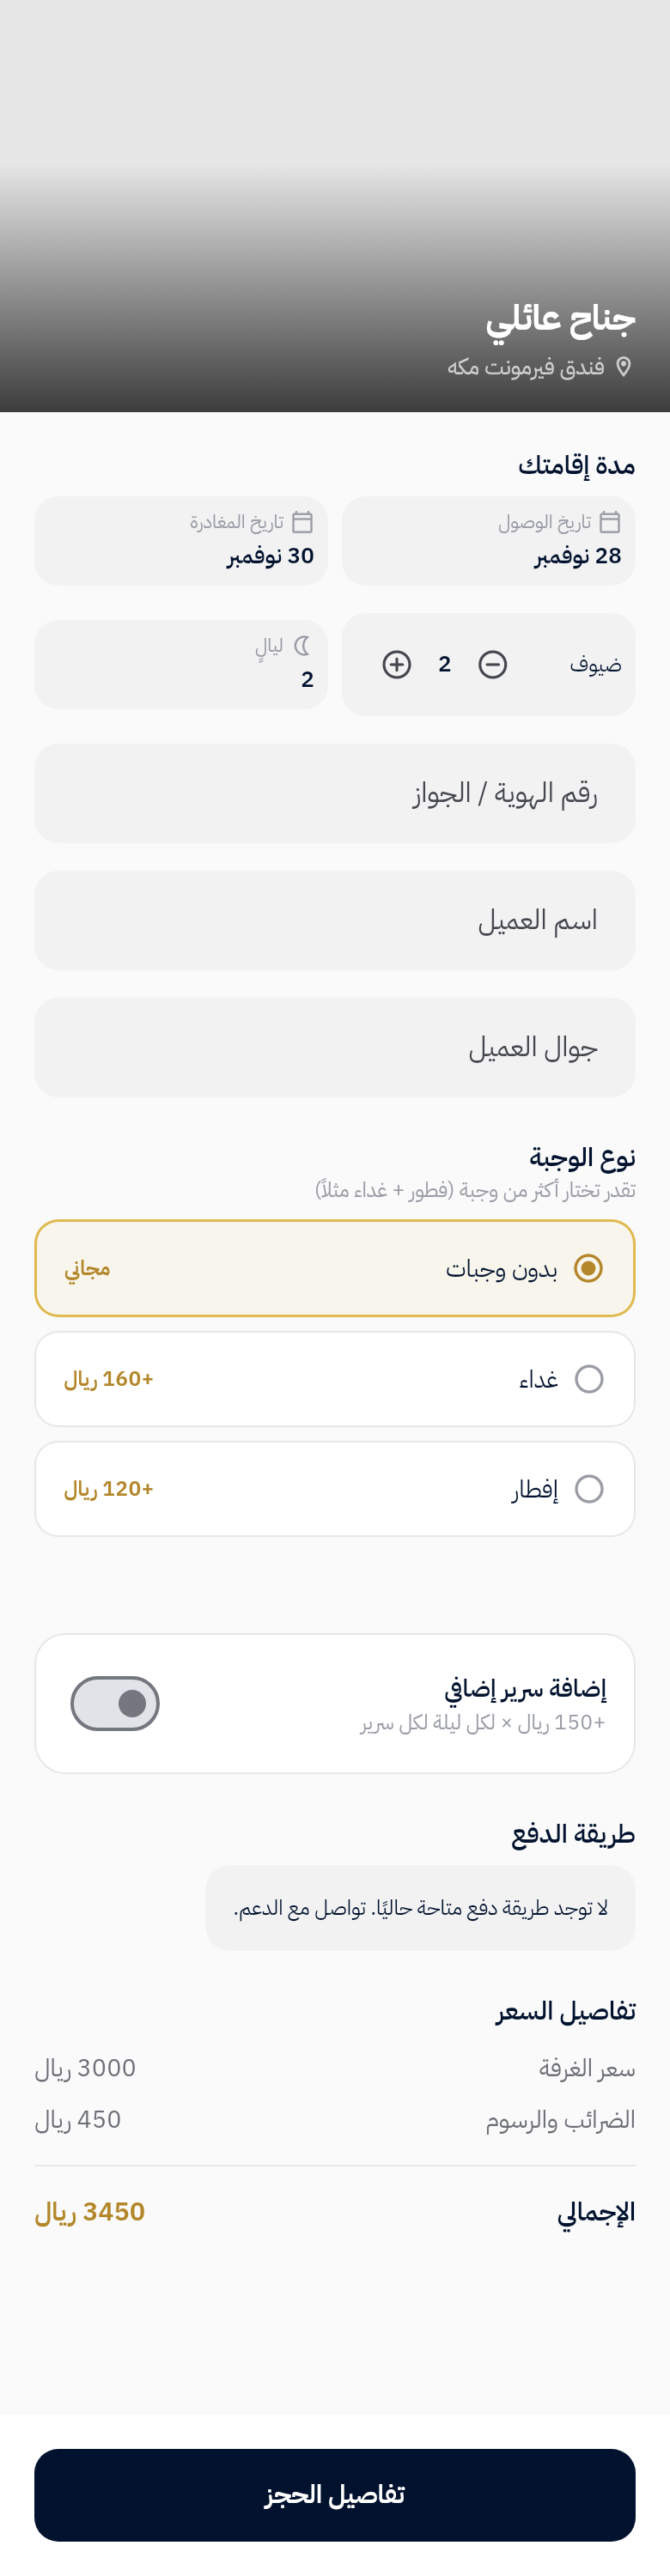 جناح عائلي
فندق فيرمونت مكه
مدة إقامتك
تاريخ الوصول
28 نوفمبر
تاريخ المغادرة
30 نوفمبر
ضيوف
2
ليالٍ
2
رقم الهوية / الجواز
اسم العميل
جوال العميل
نوع الوجبة
تقدر تختار أكثر من وجبة (فطور + غداء مثلاً)
بدون وجبات
مجاني
غداء
+160 ريال
إفطار
+120 ريال
إضافة سرير إضافي
+150 ريال × لكل ليلة لكل سرير
طريقة الدفع
لا توجد طريقة دفع متاحة حاليًا. تواصل مع الدعم.
تفاصيل السعر
سعر الغرفة
3000 ريال
الضرائب والرسوم
450 ريال
الإجمالي
3450 ريال
تفاصيل الحجز